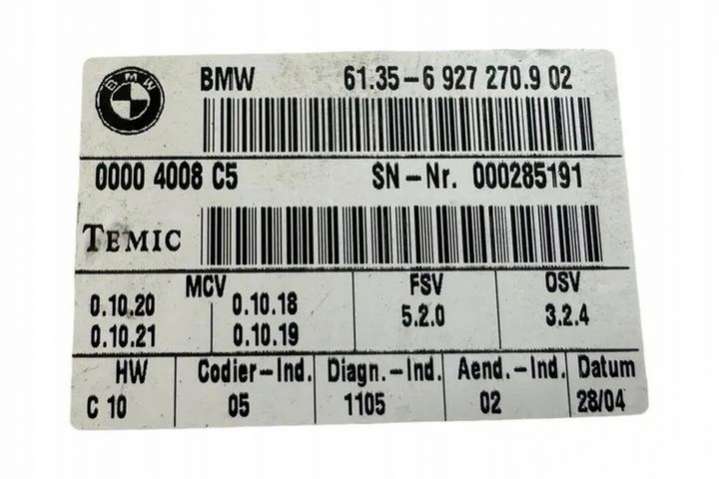 BMW
BMW 61.35-6 927 270.9 02
0000 4008 C5 SN-Nr. 000285191
TEMIC
MCV FSV OSV
0.10.20 0.10.18 5.2.0 3.2.4
0.10.21 0.10.19
HW Codier-Ind. Diagn.-Ind. Aend.-Ind. Datum
C 10 05 1105 02 28/04